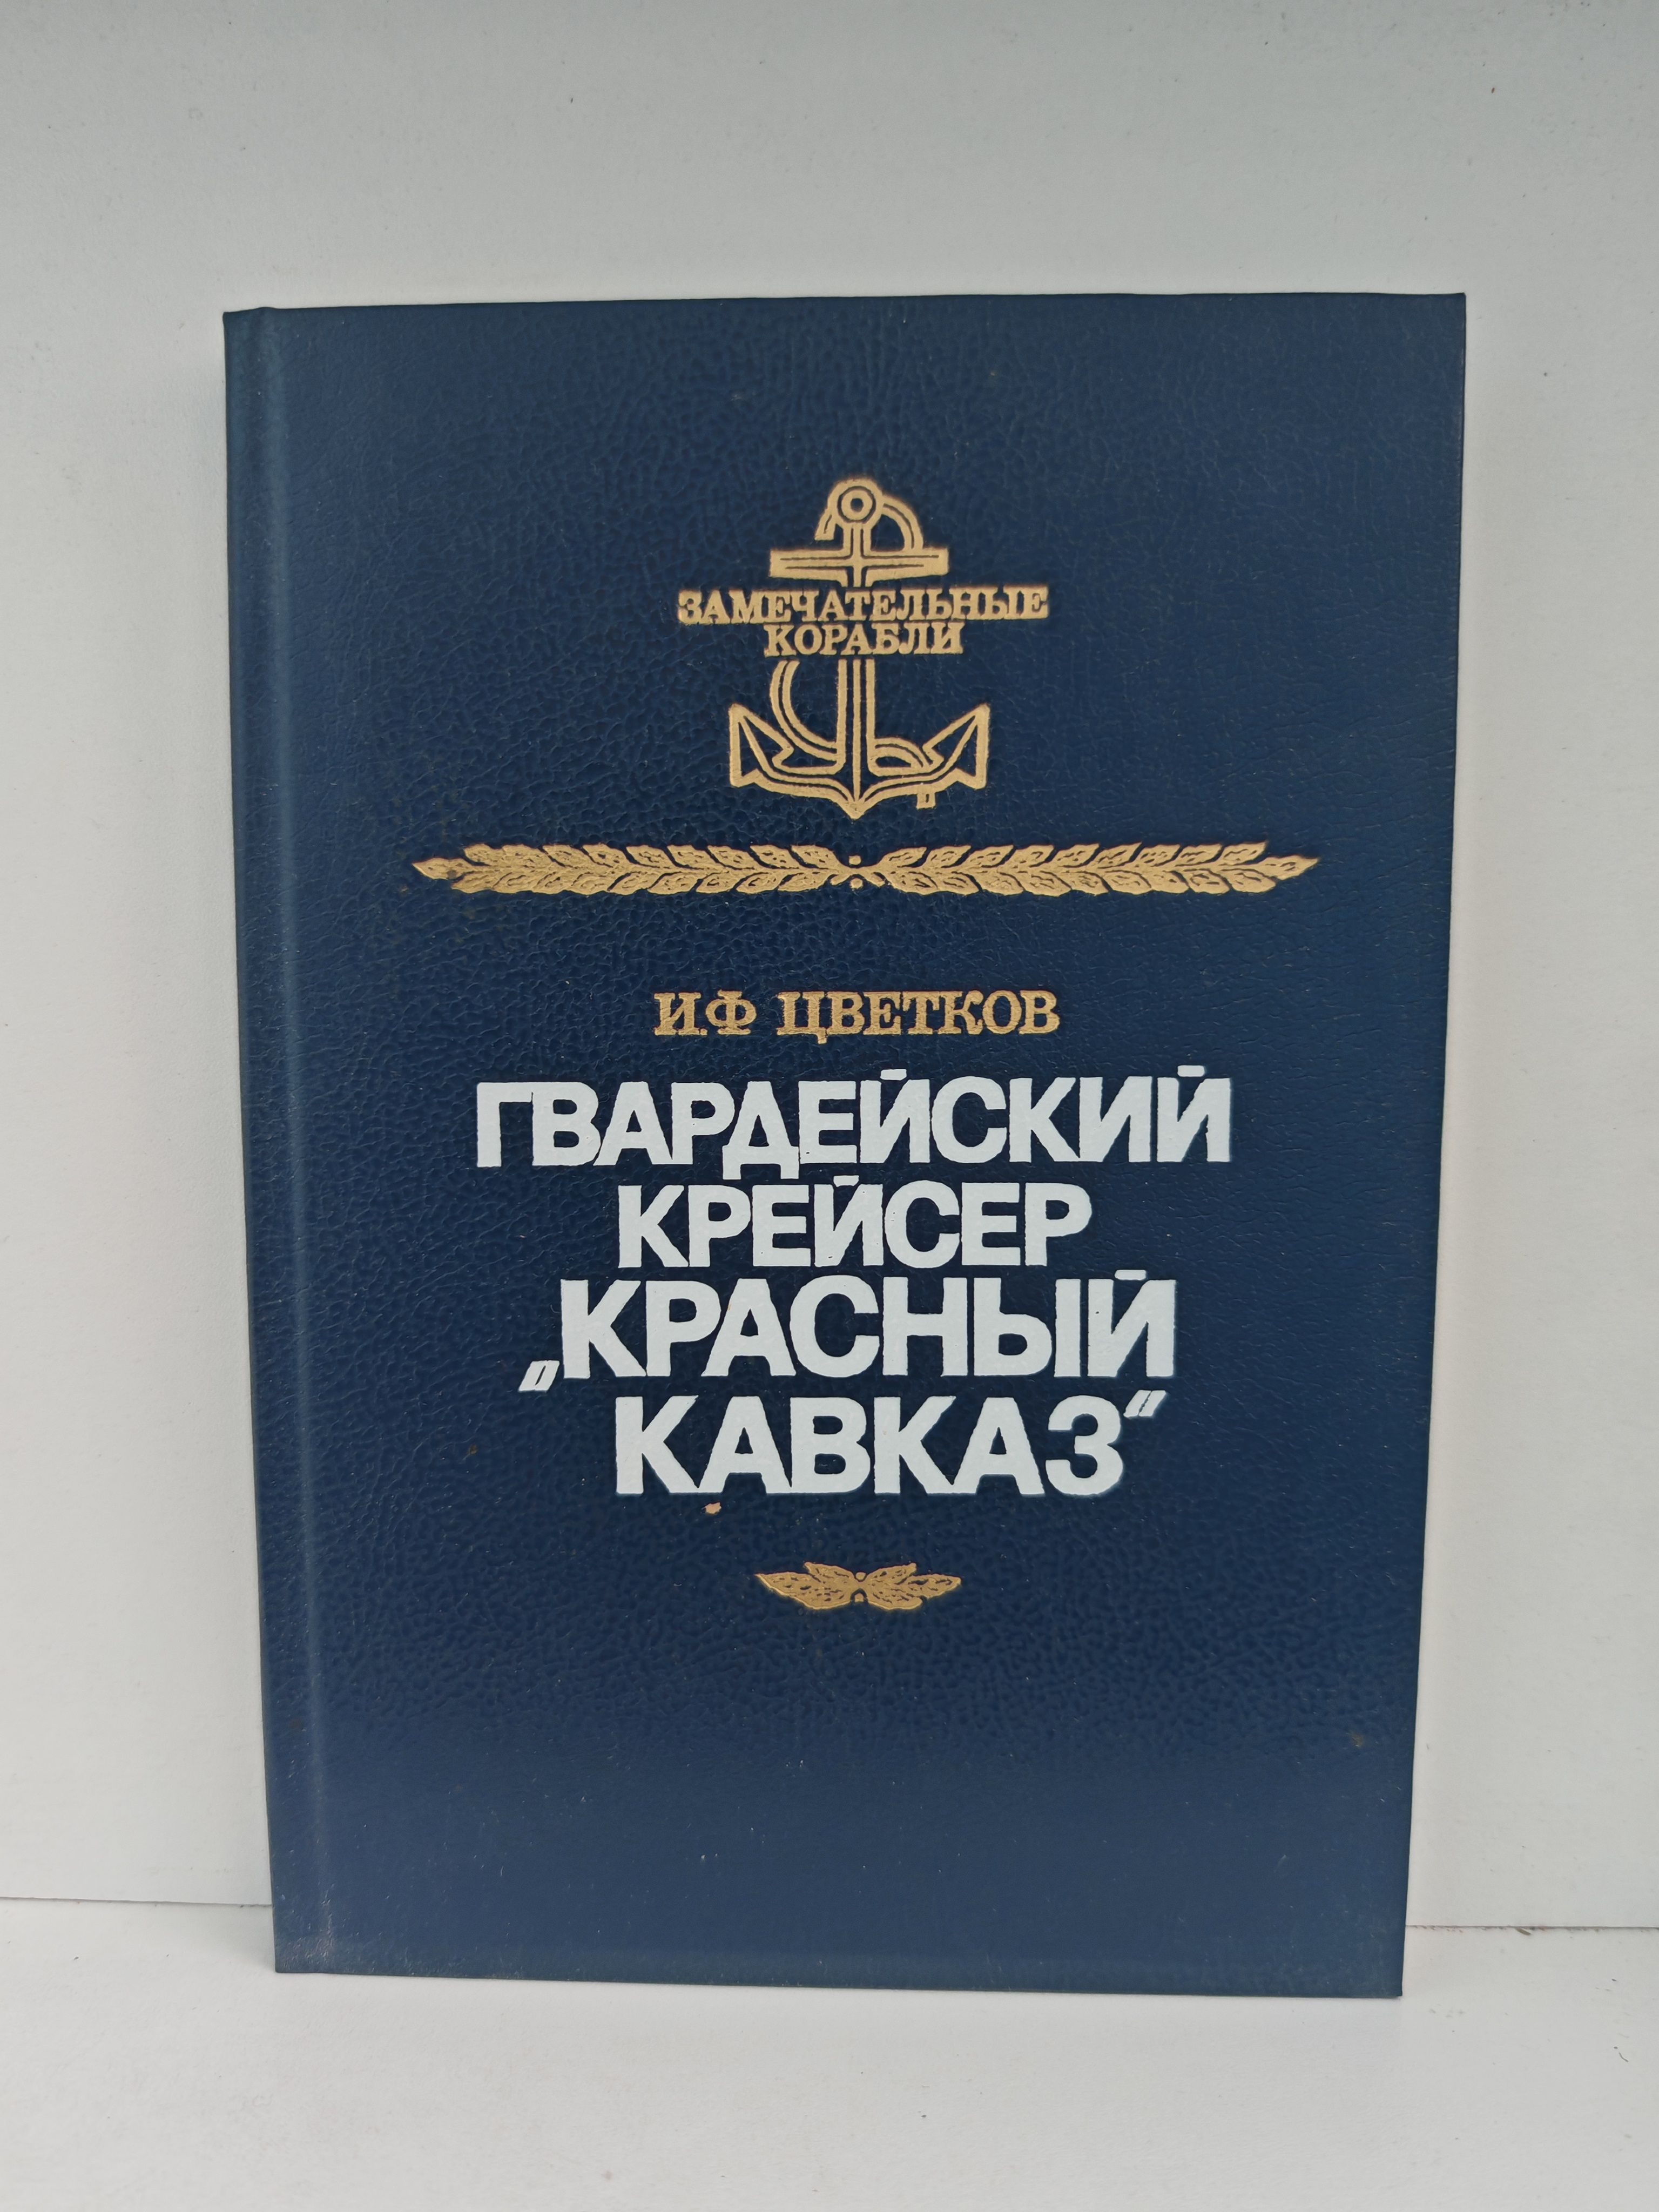 ЗАМЕЧАТЕЛЬНЫЕ
КОРАБЛИ
И.Ф ЦВЕТКОВ
ГВАРДЕЙСКИЙ
КРЕЙСЕР
„КРАСНЫЙ
КАВКАЗ“